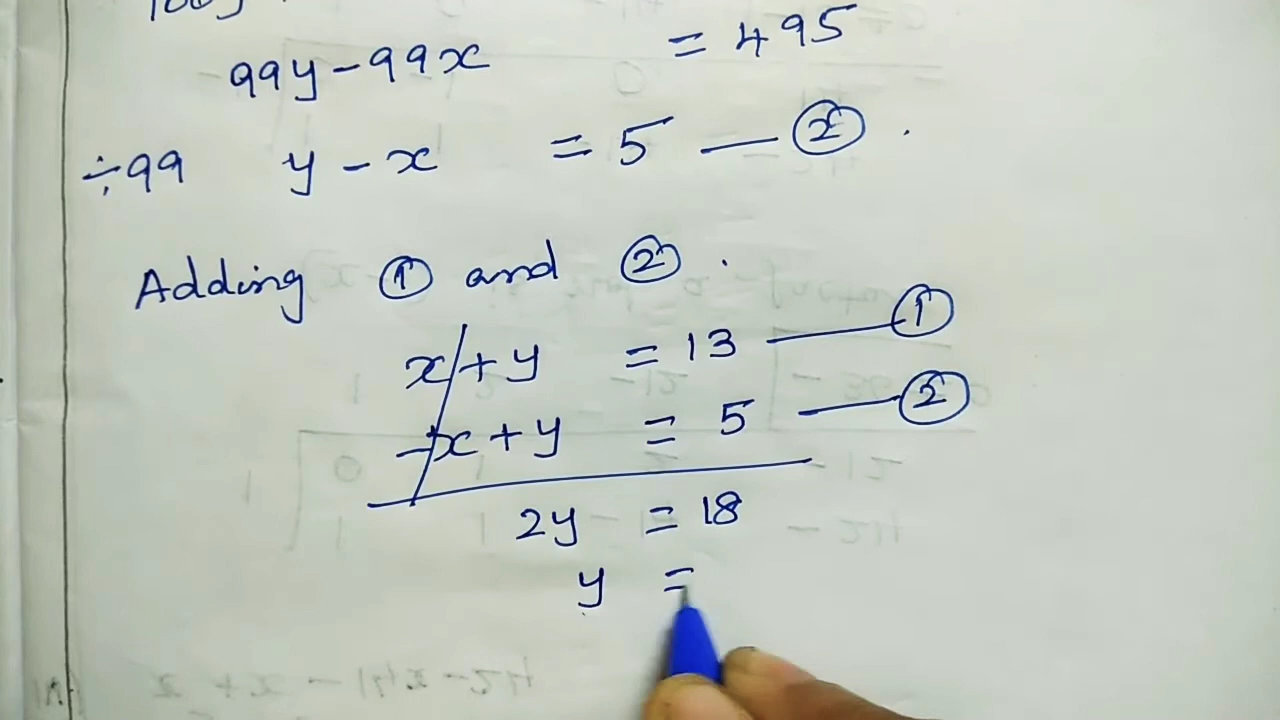 99y - 99x = 495
÷99 y - x = 5 — ②
Adding ① and ② .
x + y = 13 — ①
-x + y = 5 — ②
2y = 18
y =